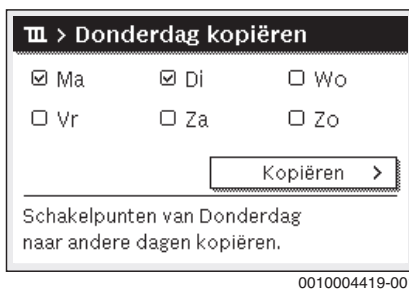 > Donderdag kopiëren
Ma Di Wo
Vr Za Zo
Kopiëren >
Schakelpunten van Donderdag
naar andere dagen kopiëren.
0010004419-00